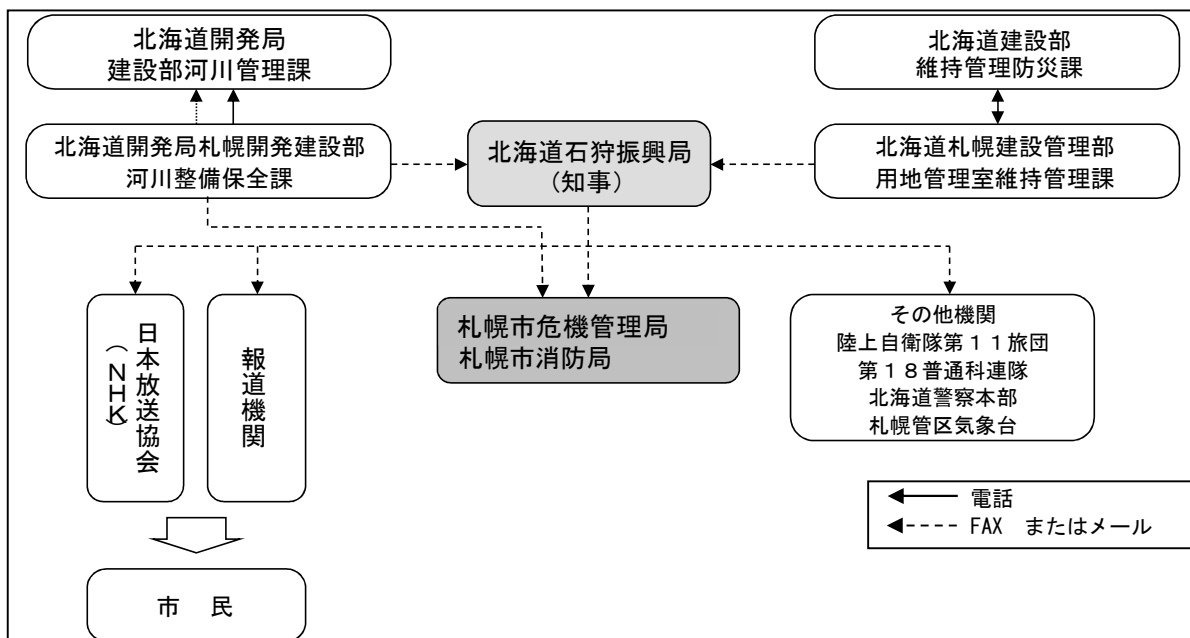 北海道開発局
建設部河川管理課
北海道建設部
維持管理防災課
北海道開発局札幌開発建設部
河川整備保全課
北海道石狩振興局
(知事)
北海道札幌建設管理部
用地管理室維持管理課
日本放送協会
(NHK)
報道機関
札幌市危機管理局
札幌市消防局
その他機関
陸上自衛隊第11旅団
第18普通科連隊
北海道警察本部
札幌管区気象台
電話
FAX またはメール
市 民